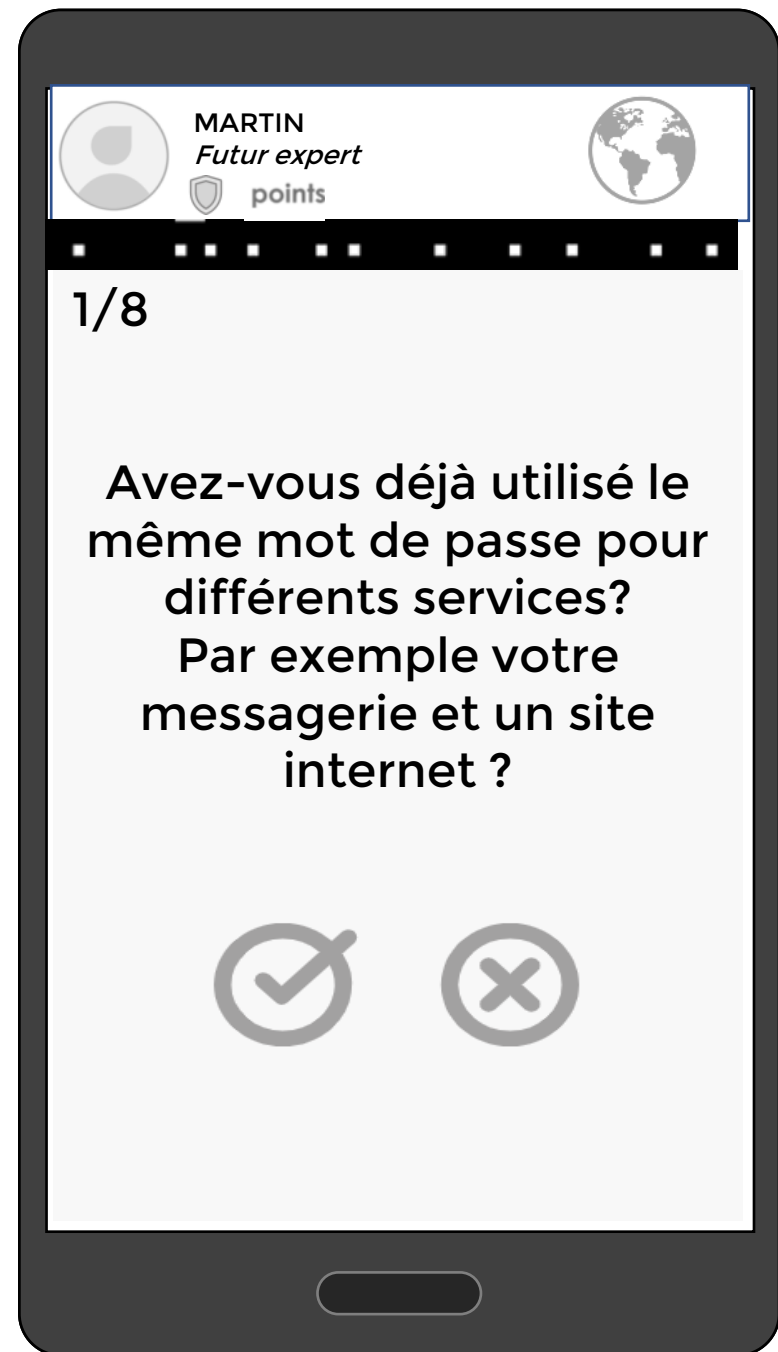 MARTIN
Futur expert
points
1/8
Avez-vous déjà utilisé le
même mot de passe pour
différents services?
Par exemple votre
messagerie et un site
internet ?